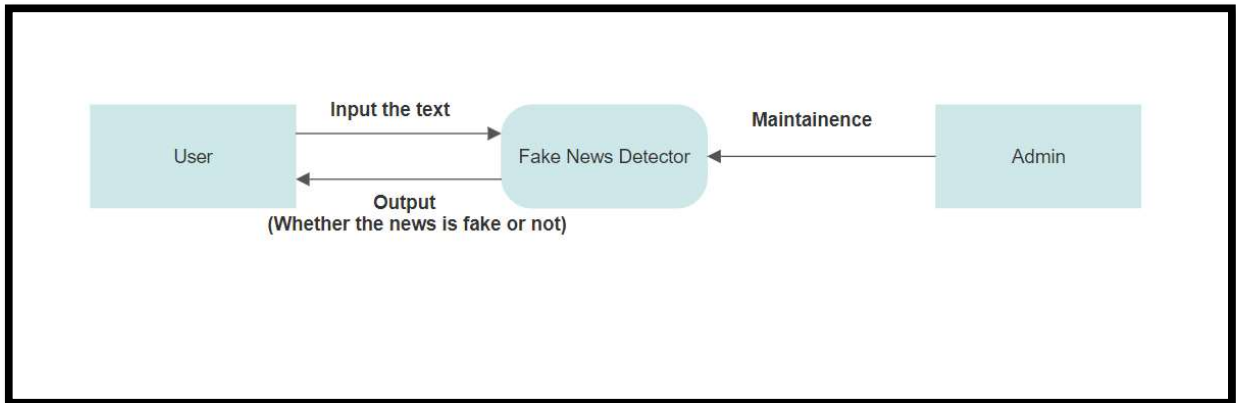 Input the text
Maintainence
User
Fake News Detector
Admin
Output
(Whether the news is fake or not)